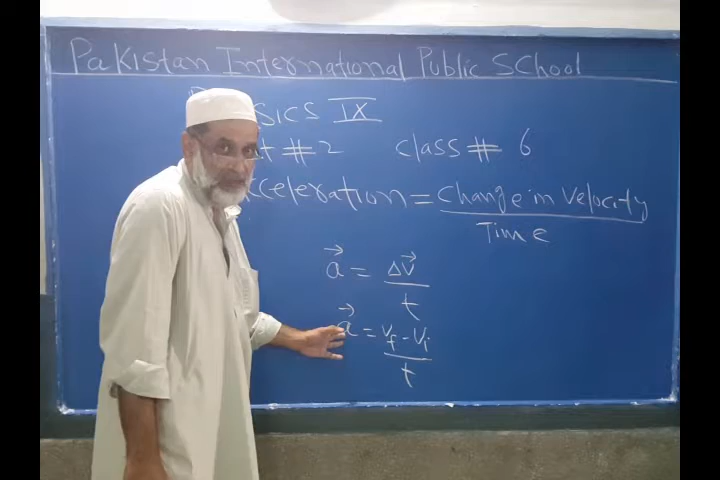 Pakistan International Public School
IX
# 2 class # 6
= Change in Velocity
Time
a⃗ = Δv⃗
t
a⃗ = Vf - Vi
t